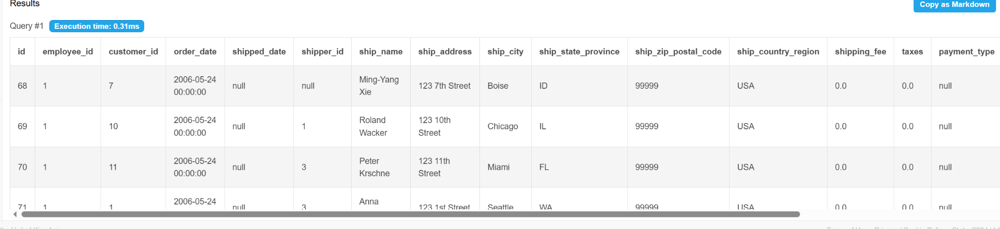 Results
Copy as Markdown
Query #1 Execution time: 0.31ms
id employee_id customer_id order_date shipped_date shipper_id ship_name ship_address ship_city ship_state_province ship_zip_postal_code ship_country_region shipping_fee taxes payment_type
68 1 7 2006-05-24 00:00:00 null null Ming-Yang Xie 123 7th Street Boise ID 99999 USA 0.0 0.0 null
69 1 10 2006-05-24 00:00:00 null 1 Roland Wacker 123 10th Street Chicago IL 99999 USA 0.0 0.0 null
70 1 11 2006-05-24 00:00:00 null 3 Peter Krschne 123 11th Street Miami FL 99999 USA 0.0 0.0 null
71 1 1 2006-05-24 null 3 Anna 123 1st Street Seattle WA 99999 USA 0.0 0.0 null
the United Kingdom